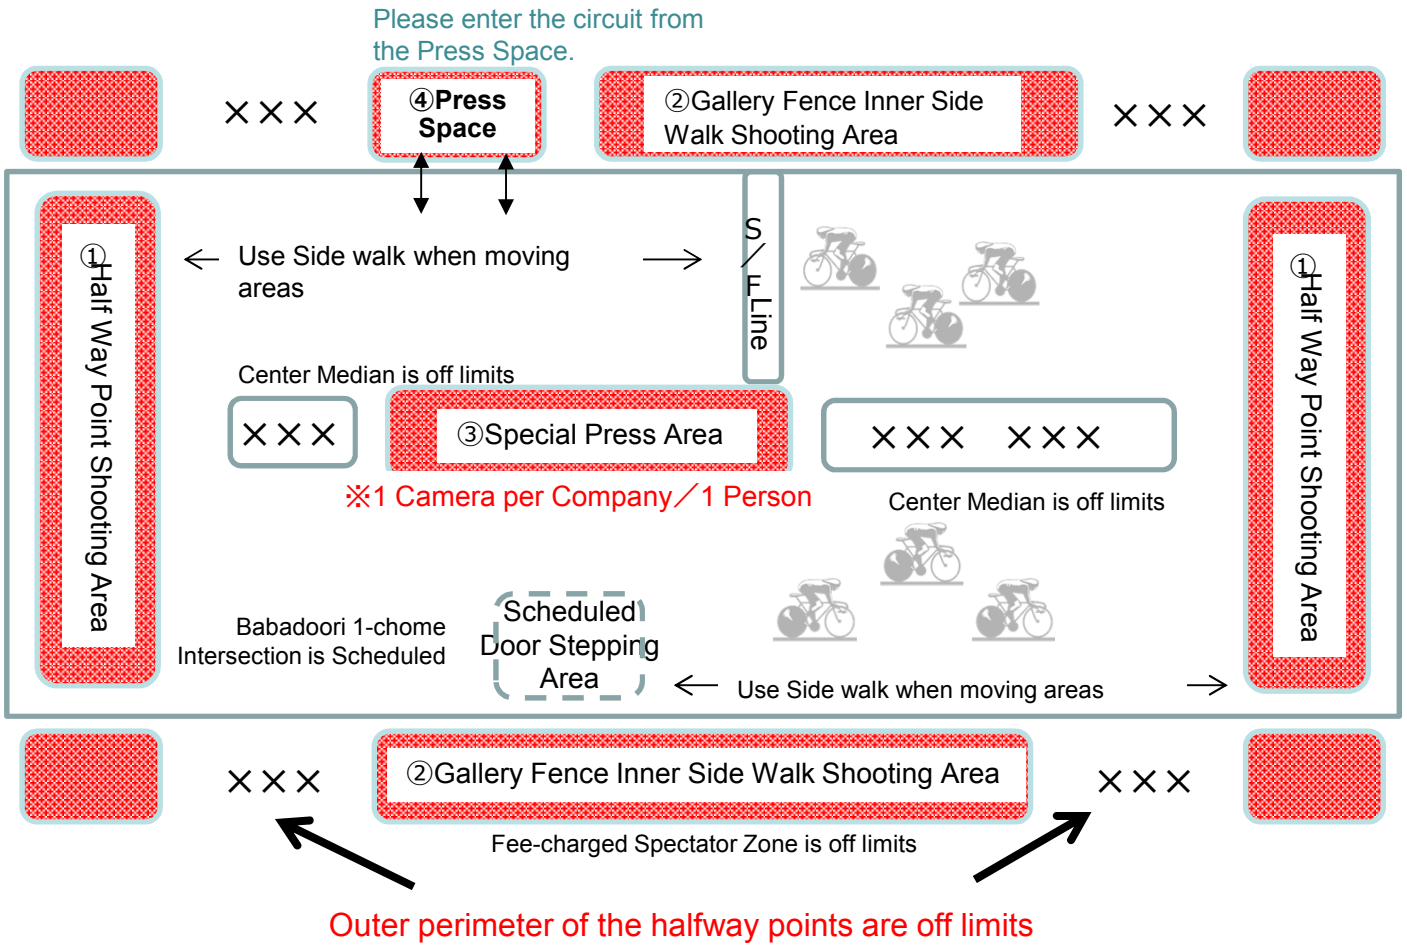 Please enter the circuit from
the Press Space.
×××
④Press
Space
②Gallery Fence Inner Side
Walk Shooting Area
×××
①Half Way Point Shooting Area
Use Side walk when moving
areas
S/F Line
①Half Way Point Shooting Area
Center Median is off limits
×××
③Special Press Area
××× ×××
※1 Camera per Company/1 Person
Center Median is off limits
Babadoori 1-chome
Intersection is Scheduled
Scheduled
Door Stepping
Area
Use Side walk when moving areas
×××
②Gallery Fence Inner Side Walk Shooting Area
×××
Fee-charged Spectator Zone is off limits
Outer perimeter of the halfway points are off limits